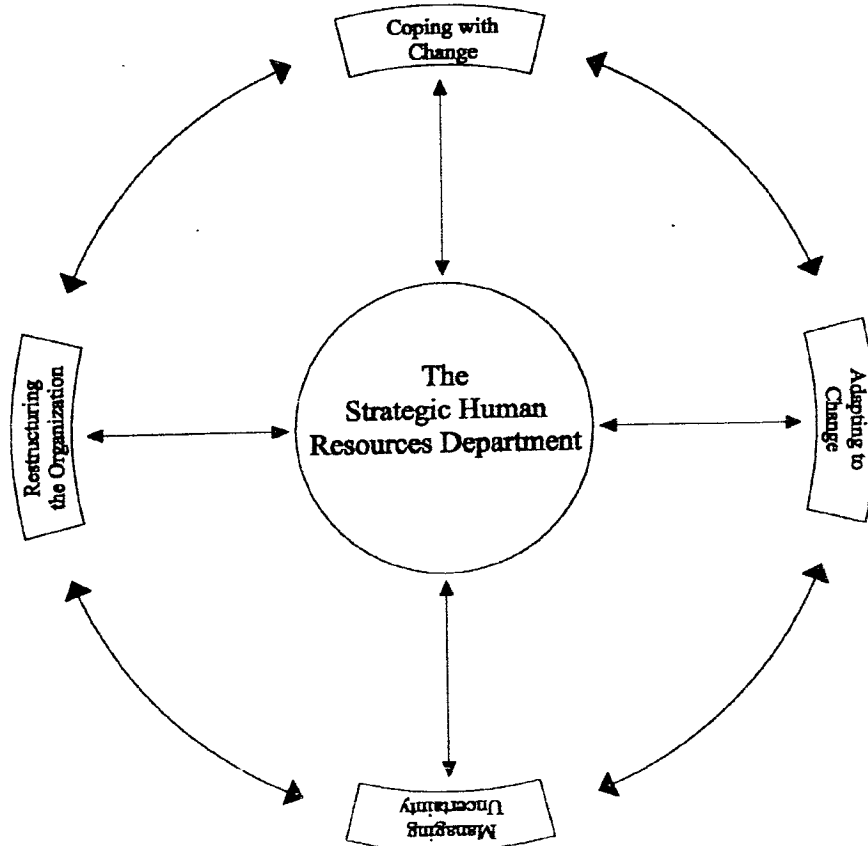 Coping with
Change
Adapting to
Change
The
Strategic Human
Resources Department
Restructuring
the Organization
Managing
Uncertainty